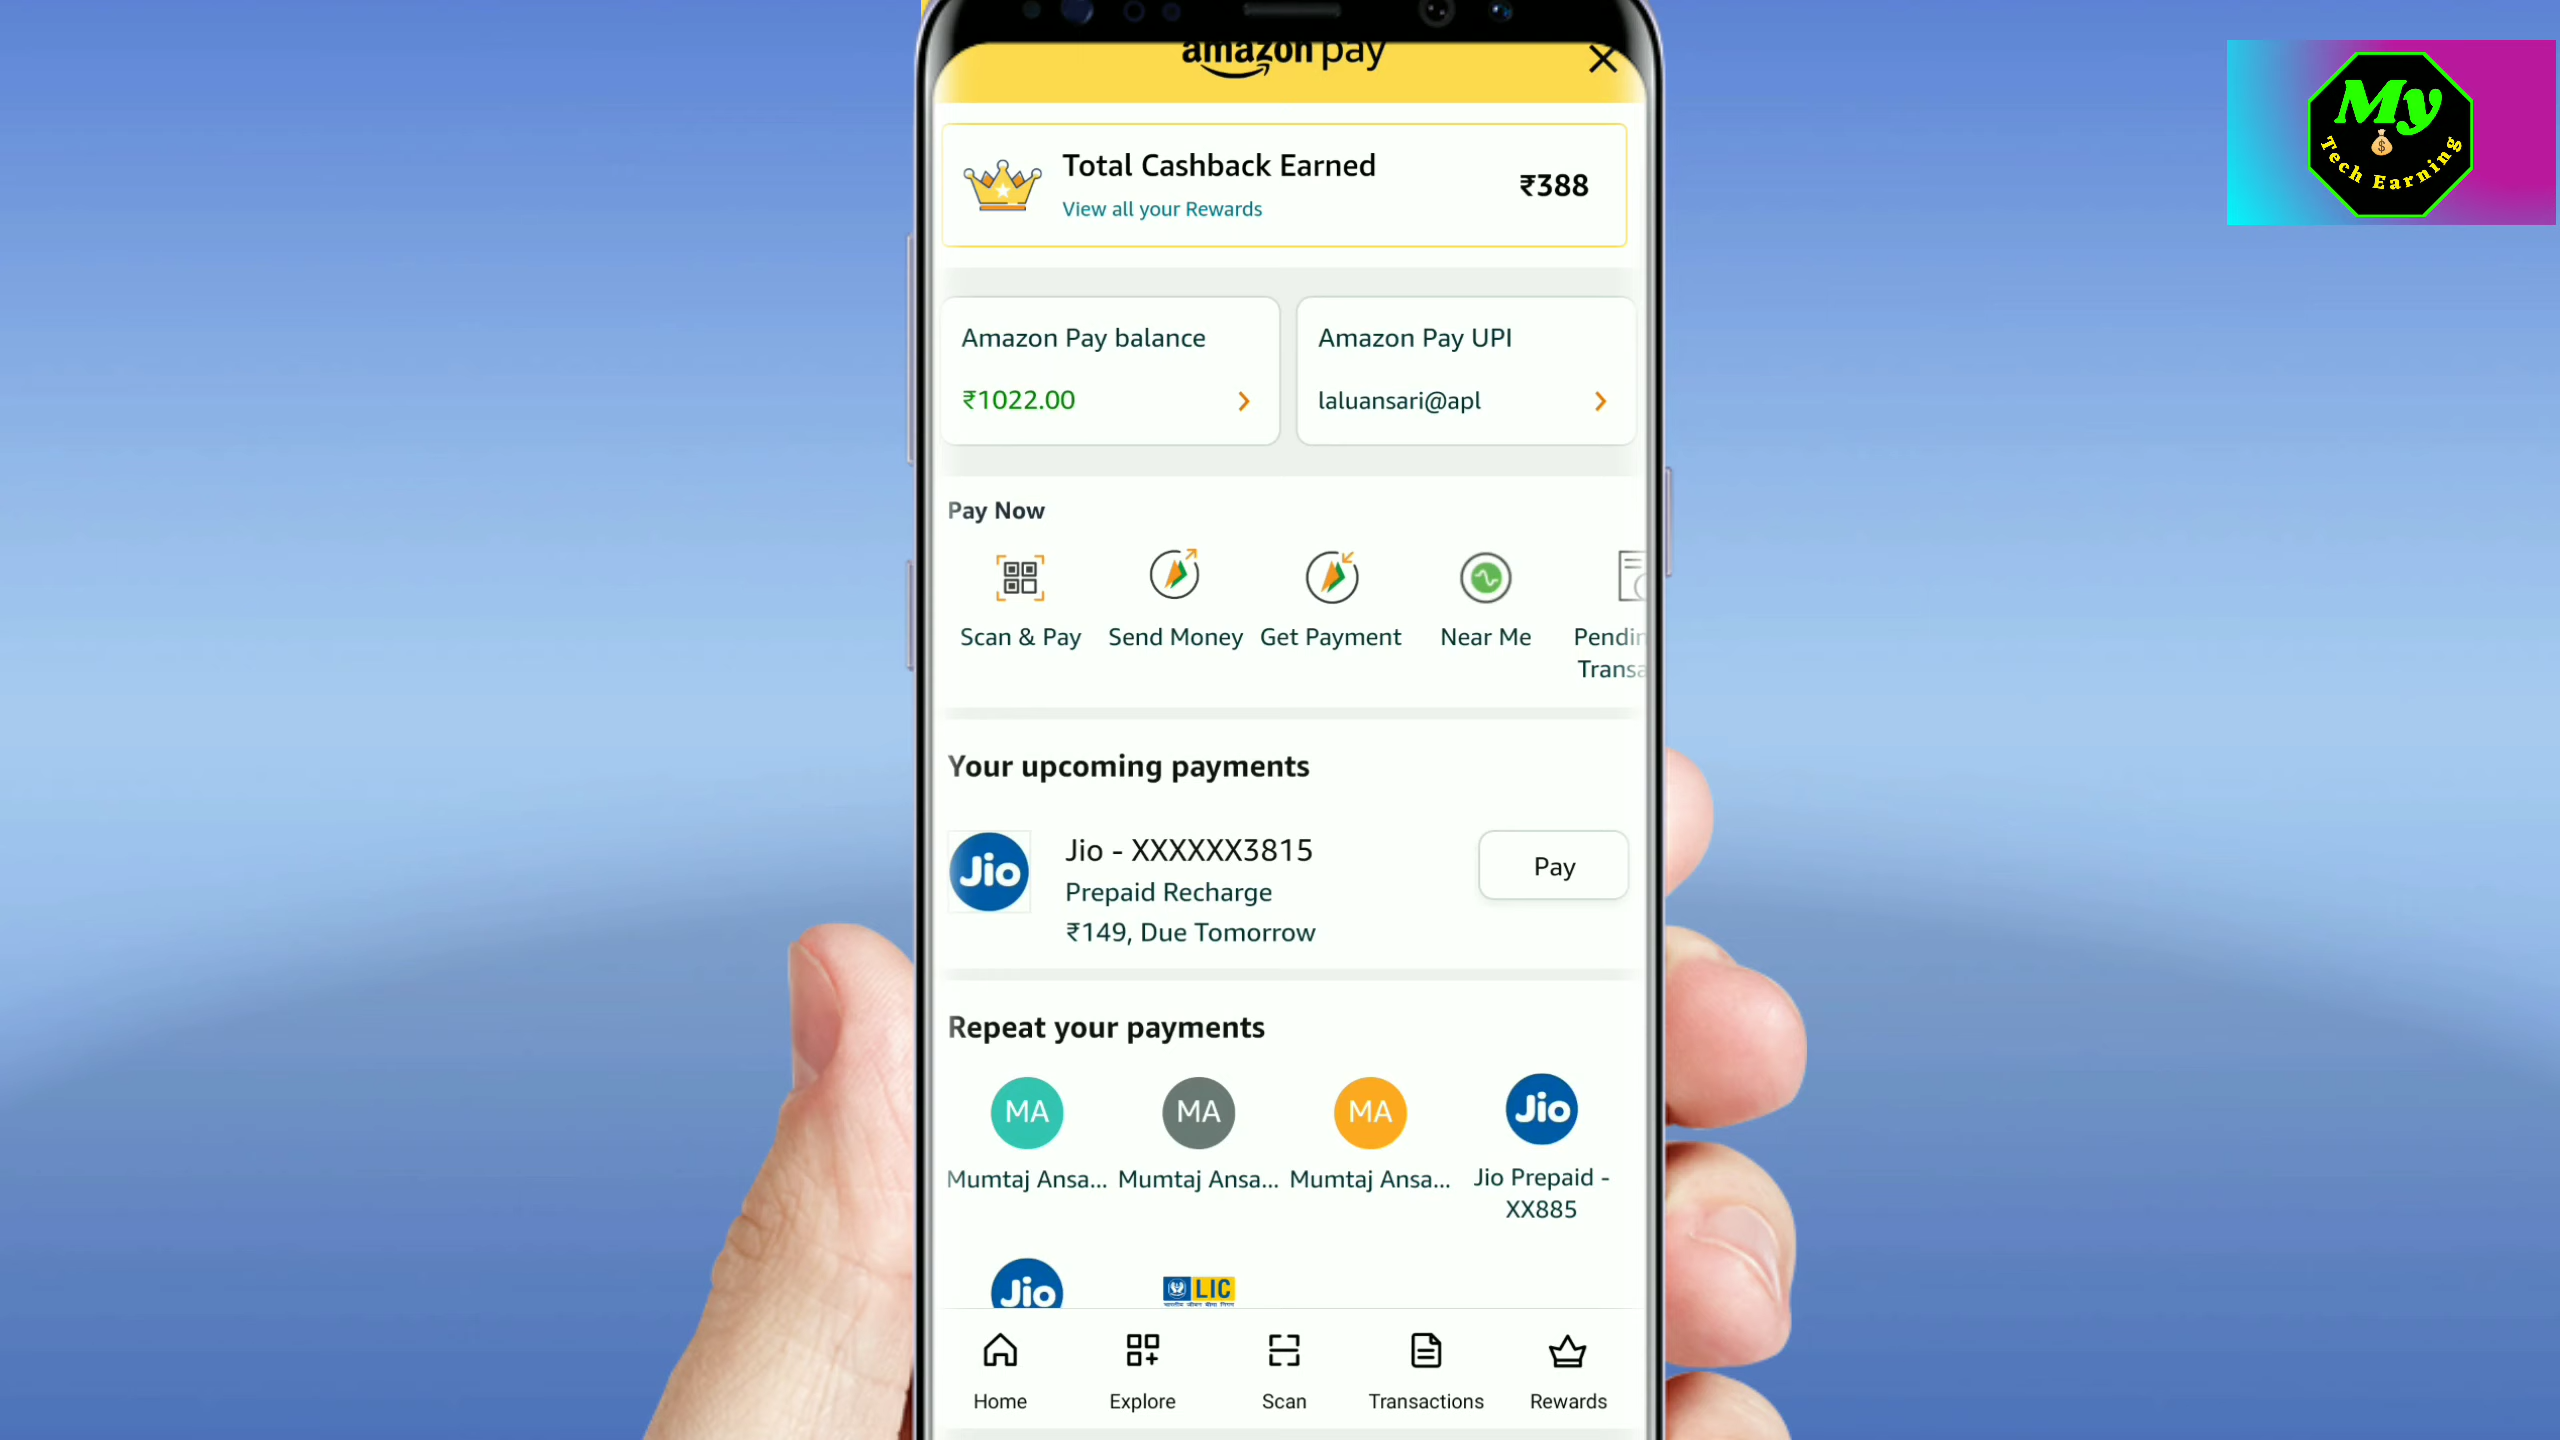 amazon pay
My
Tech Earning
Total Cashback Earned
₹388
View all your Rewards
Amazon Pay balance
₹1022.00
Amazon Pay UPI
laluansari@apl
Pay Now
Scan & Pay
Send Money
Get Payment
Near Me
Pendin
Transa
Your upcoming payments
Jio
Jio - XXXXXX3815
Prepaid Recharge
₹149, Due Tomorrow
Pay
Repeat your payments
MA
MA
MA
Jio
Mumtaj Ansa...
Mumtaj Ansa...
Mumtaj Ansa...
Jio Prepaid -
XX885
Jio
LIC
Home
Explore
Scan
Transactions
Rewards